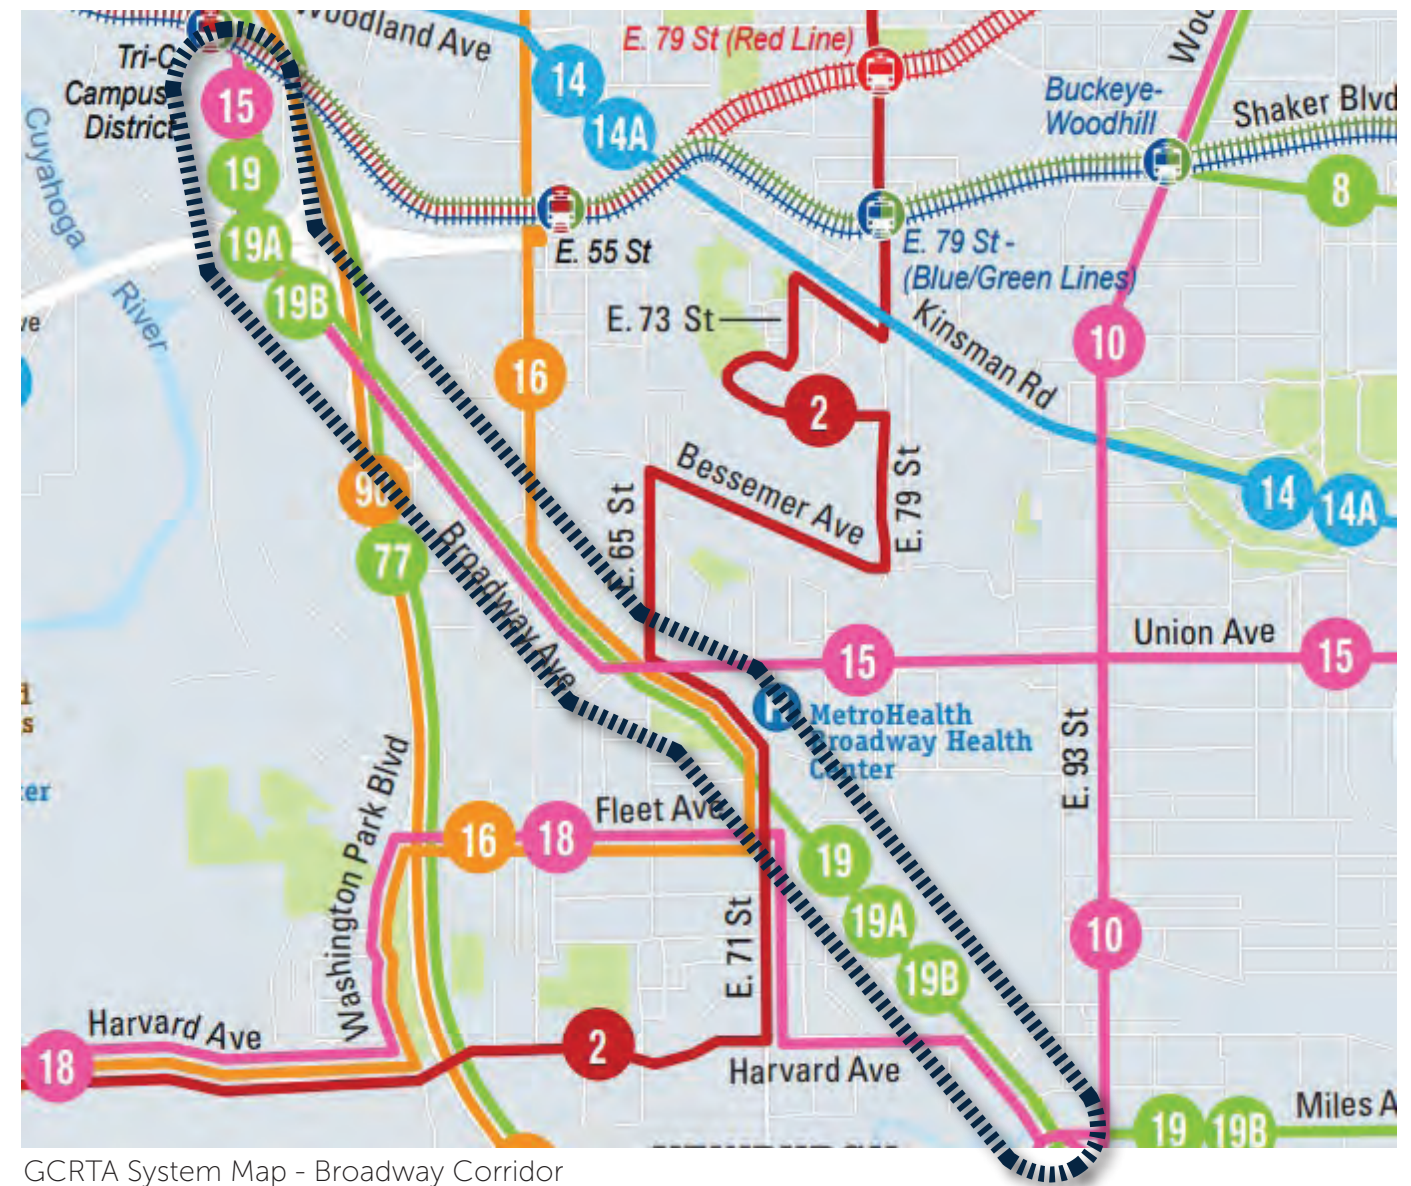 Woodland Ave
E. 79 St (Red Line)
Tri-C
Campus
District
15
19
19A
19B
14
14A
Buckeye-
Woodhill
Shaker Blvd
8
Cuyahoga
River
E. 55 St
E. 79 St -
(Blue/Green Lines)
E. 73 St
Kinsman Rd
10
16
2
90
77
Bessemer Ave
E. 65 St
E. 79 St
14
14A
Broadway Ave
15
Union Ave
15
H
MetroHealth
Broadway Health
Center
E. 93 St
Washington Park Blvd
16
18
Fleet Ave
19
19A
19B
10
E. 71 St
Harvard Ave
18
2
Harvard Ave
19
19B
Miles A
GCRTA System Map - Broadway Corridor